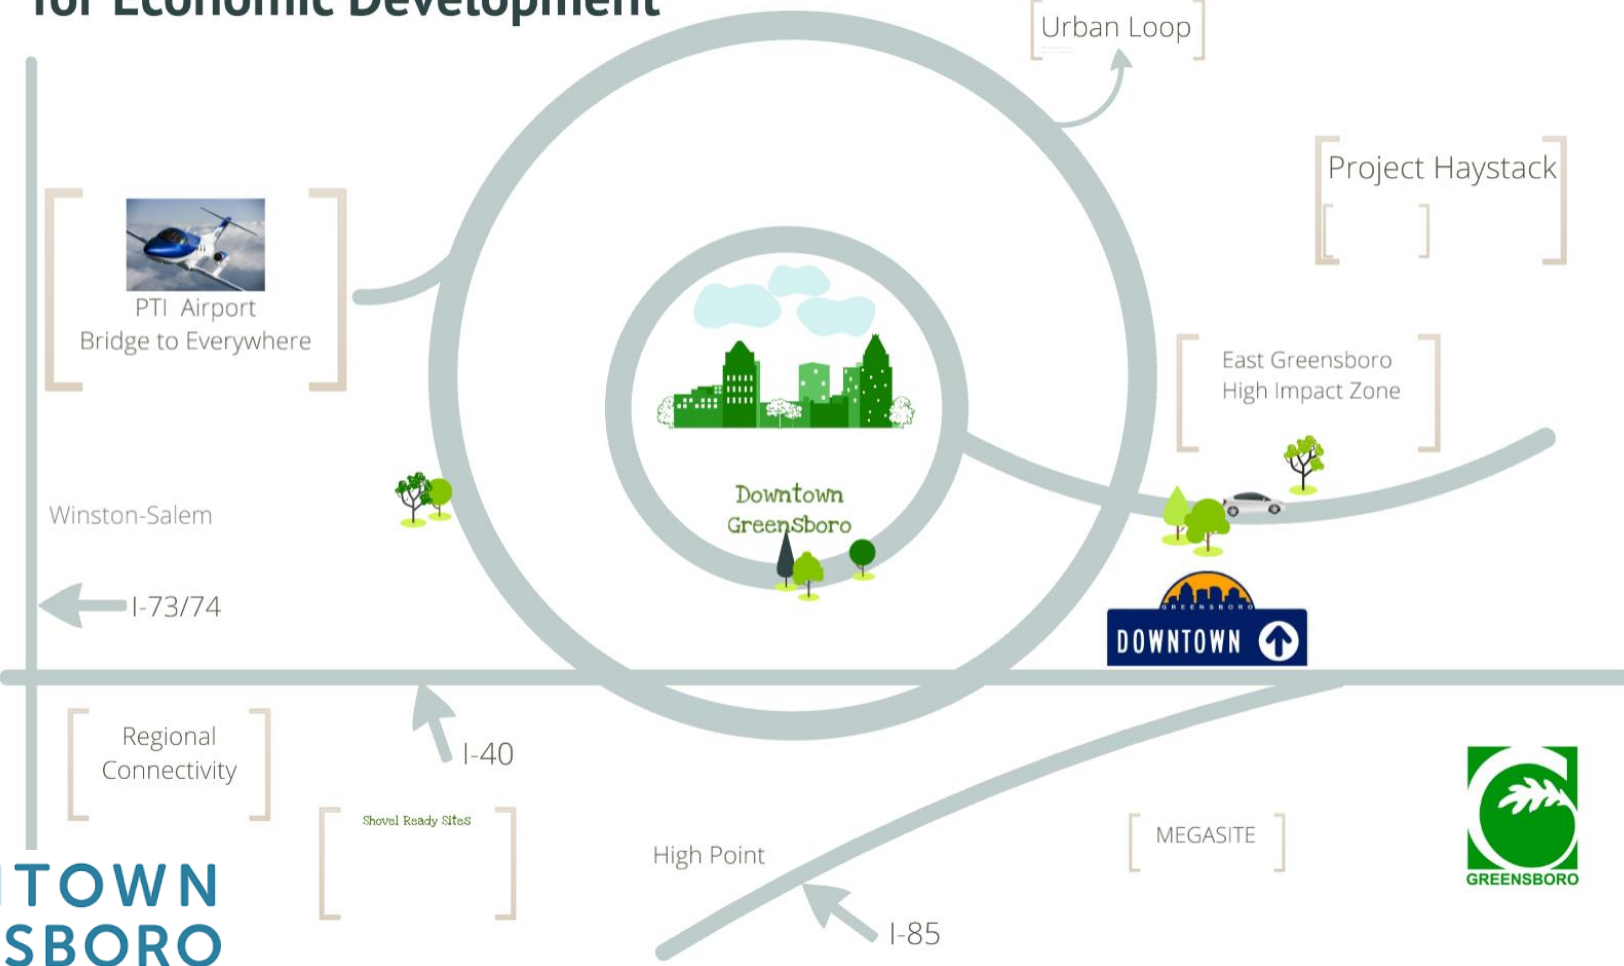 for Economic Development
Urban Loop
Project Haystack
PTI Airport
Bridge to Everywhere
East Greensboro
High Impact Zone
Downtown
Greensboro
Winston-Salem
I-73/74
GREENSBORO
DOWNTOWN
Regional
Connectivity
I-40
Shovel Ready Sites
High Point
MEGASITE
I-85
GREENSBORO
TOWN
SBORO